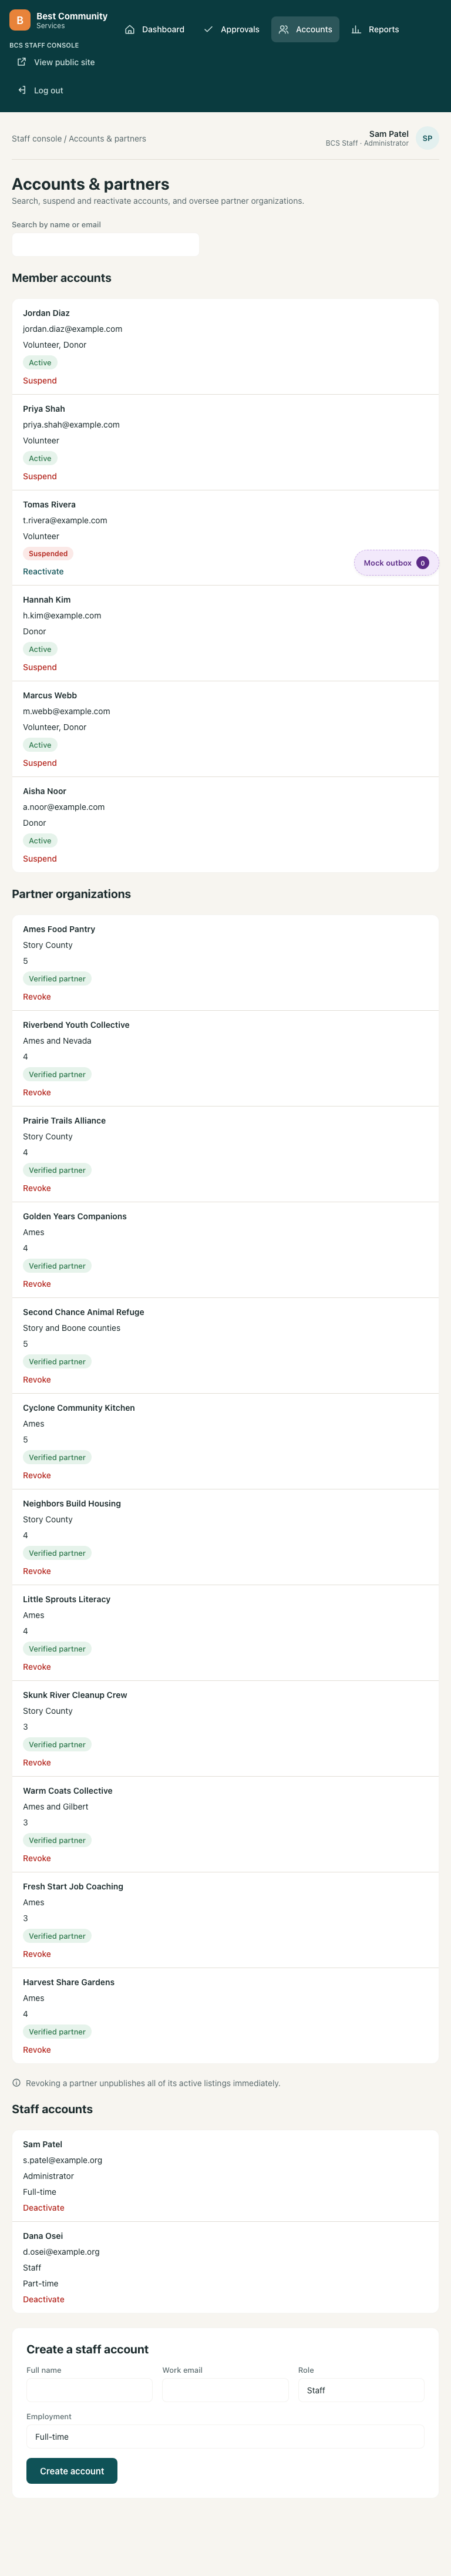 B
Best Community
Services
BCS STAFF CONSOLE
Dashboard
Approvals
Accounts
Reports
View public site
Log out
Staff console / Accounts & partners
Sam Patel
BCS Staff · Administrator
SP
Accounts & partners
Search, suspend and reactivate accounts, and oversee partner organizations.
Search by name or email
Member accounts
Jordan Diaz
jordan.diaz@example.com
Volunteer, Donor
Active
Suspend
Priya Shah
priya.shah@example.com
Volunteer
Active
Suspend
Tomas Rivera
t.rivera@example.com
Volunteer
Suspended
Reactivate
Mock outbox 0
Hannah Kim
h.kim@example.com
Donor
Active
Suspend
Marcus Webb
m.webb@example.com
Volunteer, Donor
Active
Suspend
Aisha Noor
a.noor@example.com
Donor
Active
Suspend
Partner organizations
Ames Food Pantry
Story County
5
Verified partner
Revoke
Riverbend Youth Collective
Ames and Nevada
4
Verified partner
Revoke
Prairie Trails Alliance
Story County
4
Verified partner
Revoke
Golden Years Companions
Ames
4
Verified partner
Revoke
Second Chance Animal Refuge
Story and Boone counties
5
Verified partner
Revoke
Cyclone Community Kitchen
Ames
5
Verified partner
Revoke
Neighbors Build Housing
Story County
4
Verified partner
Revoke
Little Sprouts Literacy
Ames
4
Verified partner
Revoke
Skunk River Cleanup Crew
Story County
3
Verified partner
Revoke
Warm Coats Collective
Ames and Gilbert
3
Verified partner
Revoke
Fresh Start Job Coaching
Ames
3
Verified partner
Revoke
Harvest Share Gardens
Ames
4
Verified partner
Revoke
Revoking a partner unpublishes all of its active listings immediately.
Staff accounts
Sam Patel
s.patel@example.org
Administrator
Full-time
Deactivate
Dana Osei
d.osei@example.org
Staff
Part-time
Deactivate
Create a staff account
Full name
Work email
Role
Staff
Employment
Full-time
Create account